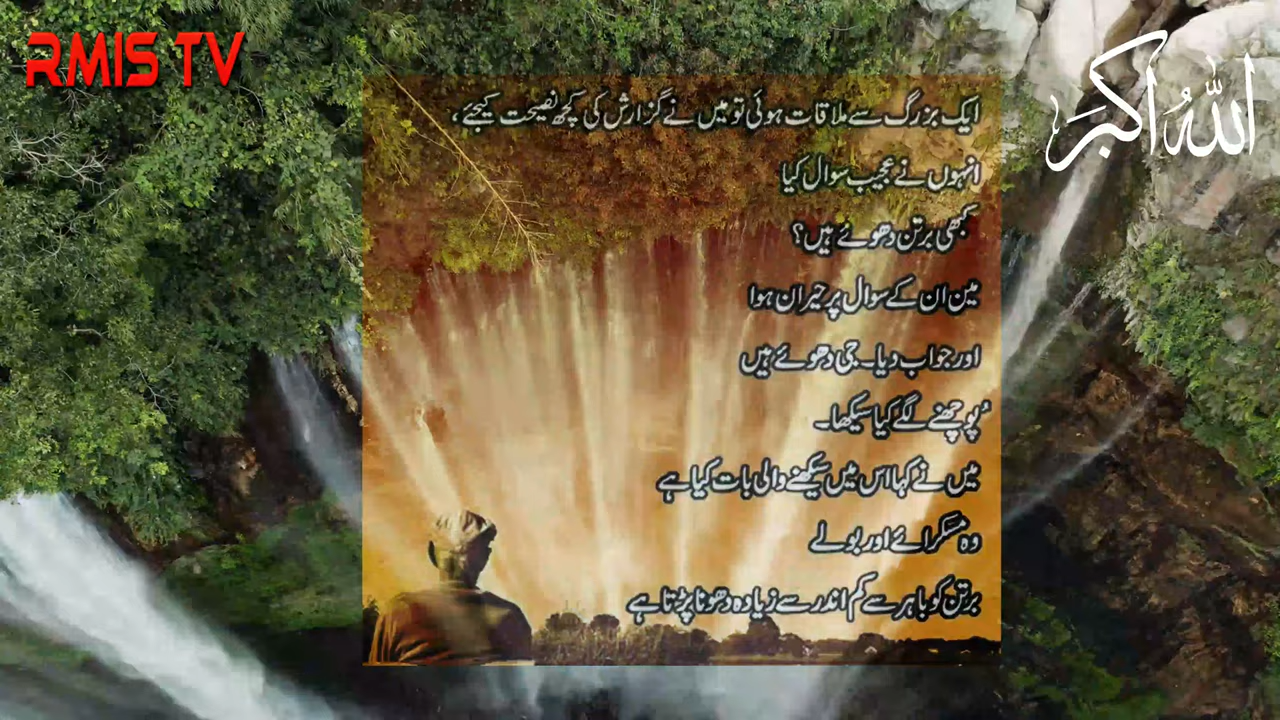 RMIS TV
اللهُ اَكبَر
ایک بزرگ سے ملاقات ہوئی تو میں نے گزارش کی کچھ نصیحت کیجئے،
انہوں نے عجیب سوال کیا
کبھی برتن دھوئے ہیں؟
مین ان کے سوال پر حیران ہوا
اور جواب دیا۔ جی دھوئے ہیں
پوچھنے لگے کیا سیکھا۔
میں نے کہا اس میں سیکھنے والی بات کیا ہے
وہ مسکرائے اور بولے
برتن کو باہر سے کم اندر سے زیادہ دھونا پڑتا ہے